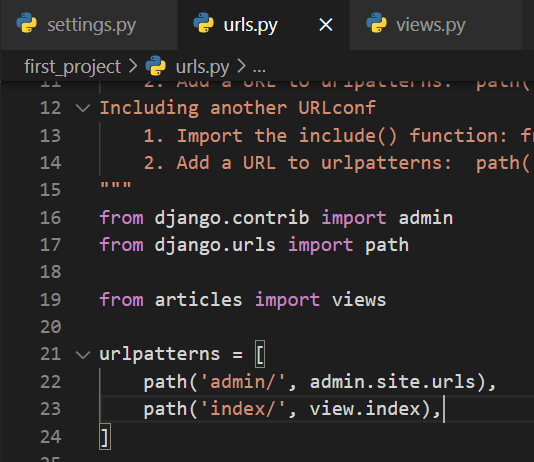 settings.py
urls.py
views.py
first_project > urls.py > ...
11 2. Add a URL to urlpatterns: path(
12 Including another URLconf
13 1. Import the include() function: fr
14 2. Add a URL to urlpatterns: path(
15 """
16 from django.contrib import admin
17 from django.urls import path
18
19 from articles import views
20
21 urlpatterns = [
22 path('admin/', admin.site.urls),
23 path('index/', view.index),
24 ]
25